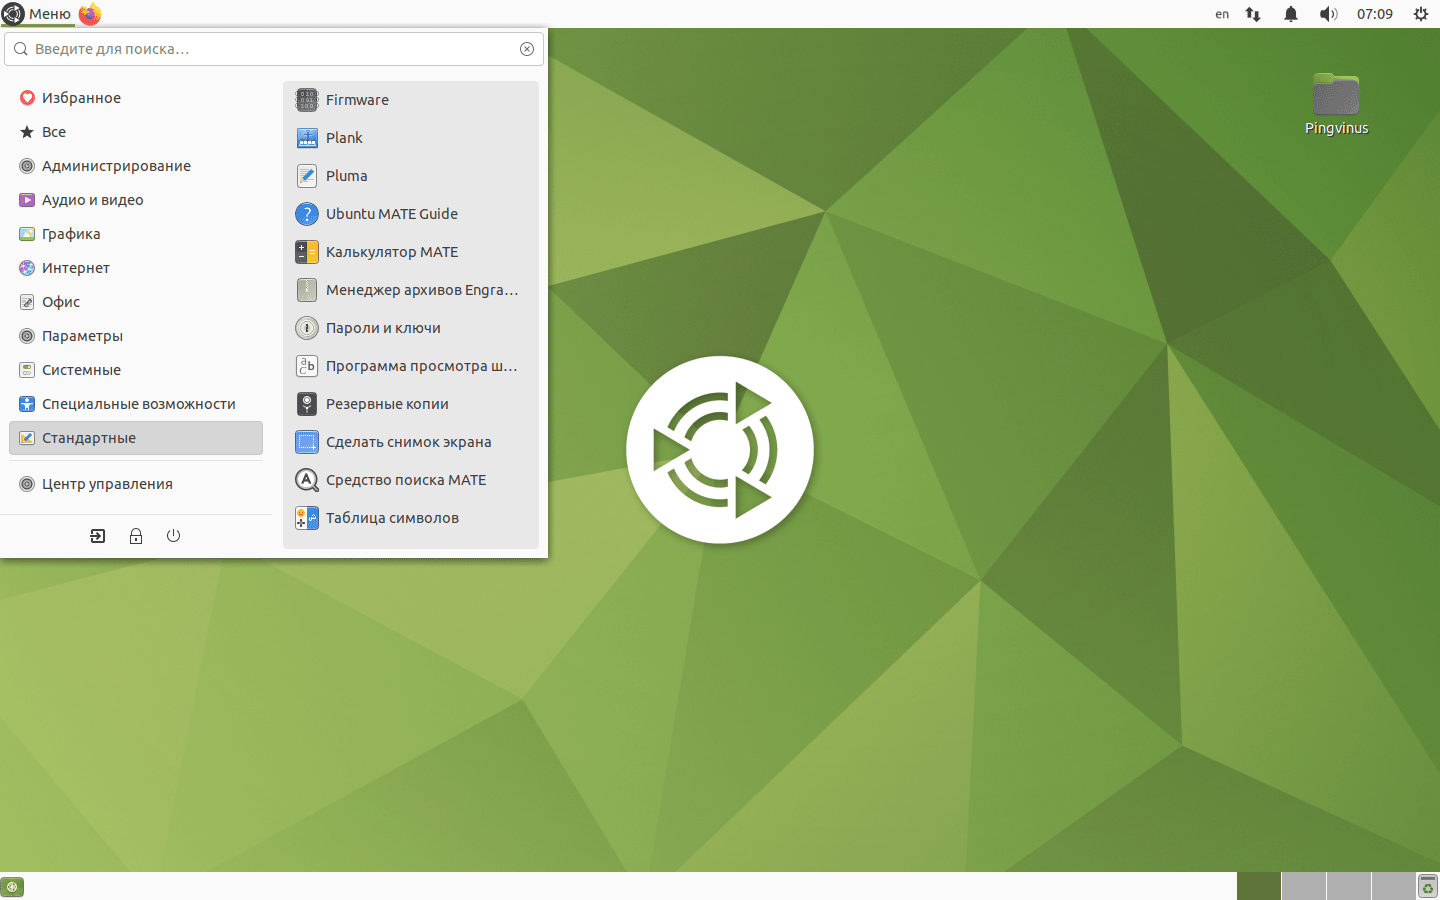 Меню
en
07:09
Введите для поиска…
Избранное
Все
Администрирование
Аудио и видео
Графика
Интернет
Офис
Параметры
Системные
Специальные возможности
Стандартные
Центр управления
Firmware
Plank
Pluma
Ubuntu MATE Guide
Калькулятор MATE
Менеджер архивов Engra…
Пароли и ключи
Программа просмотра ш…
Резервные копии
Сделать снимок экрана
Средство поиска MATE
Таблица символов
Pingvinus